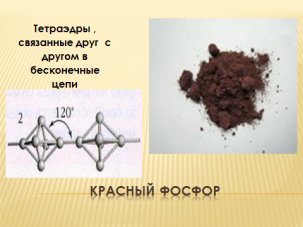 Тетраэдры ,
связанные друг с
другом в
бесконечные
цепи
2
120°
КРАСНЫЙ ФОСФОР